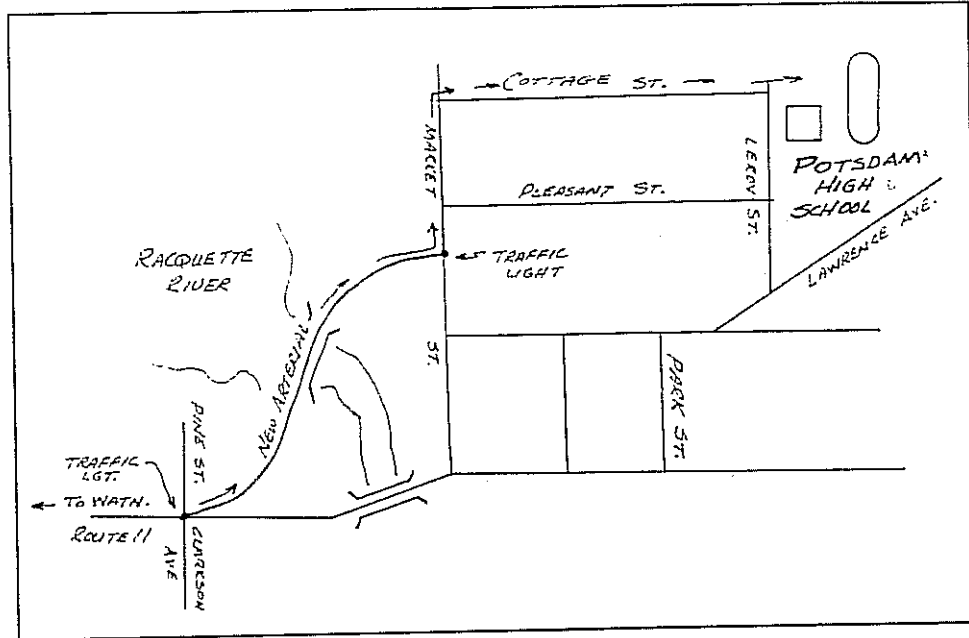 → COTTAGE ST. →
MARKET
LEROY ST.
POTSDAM
HIGH
SCHOOL
PLEASANT ST.
LAWRENCE AVE.
RACQUETTE
RIVER
← TRAFFIC
LIGHT
NEW ARTERIAL
ST.
PARK ST.
PINE ST.
TRAFFIC
LGT.
← TO WATN.
ROUTE 11
CLARKSON
AVE